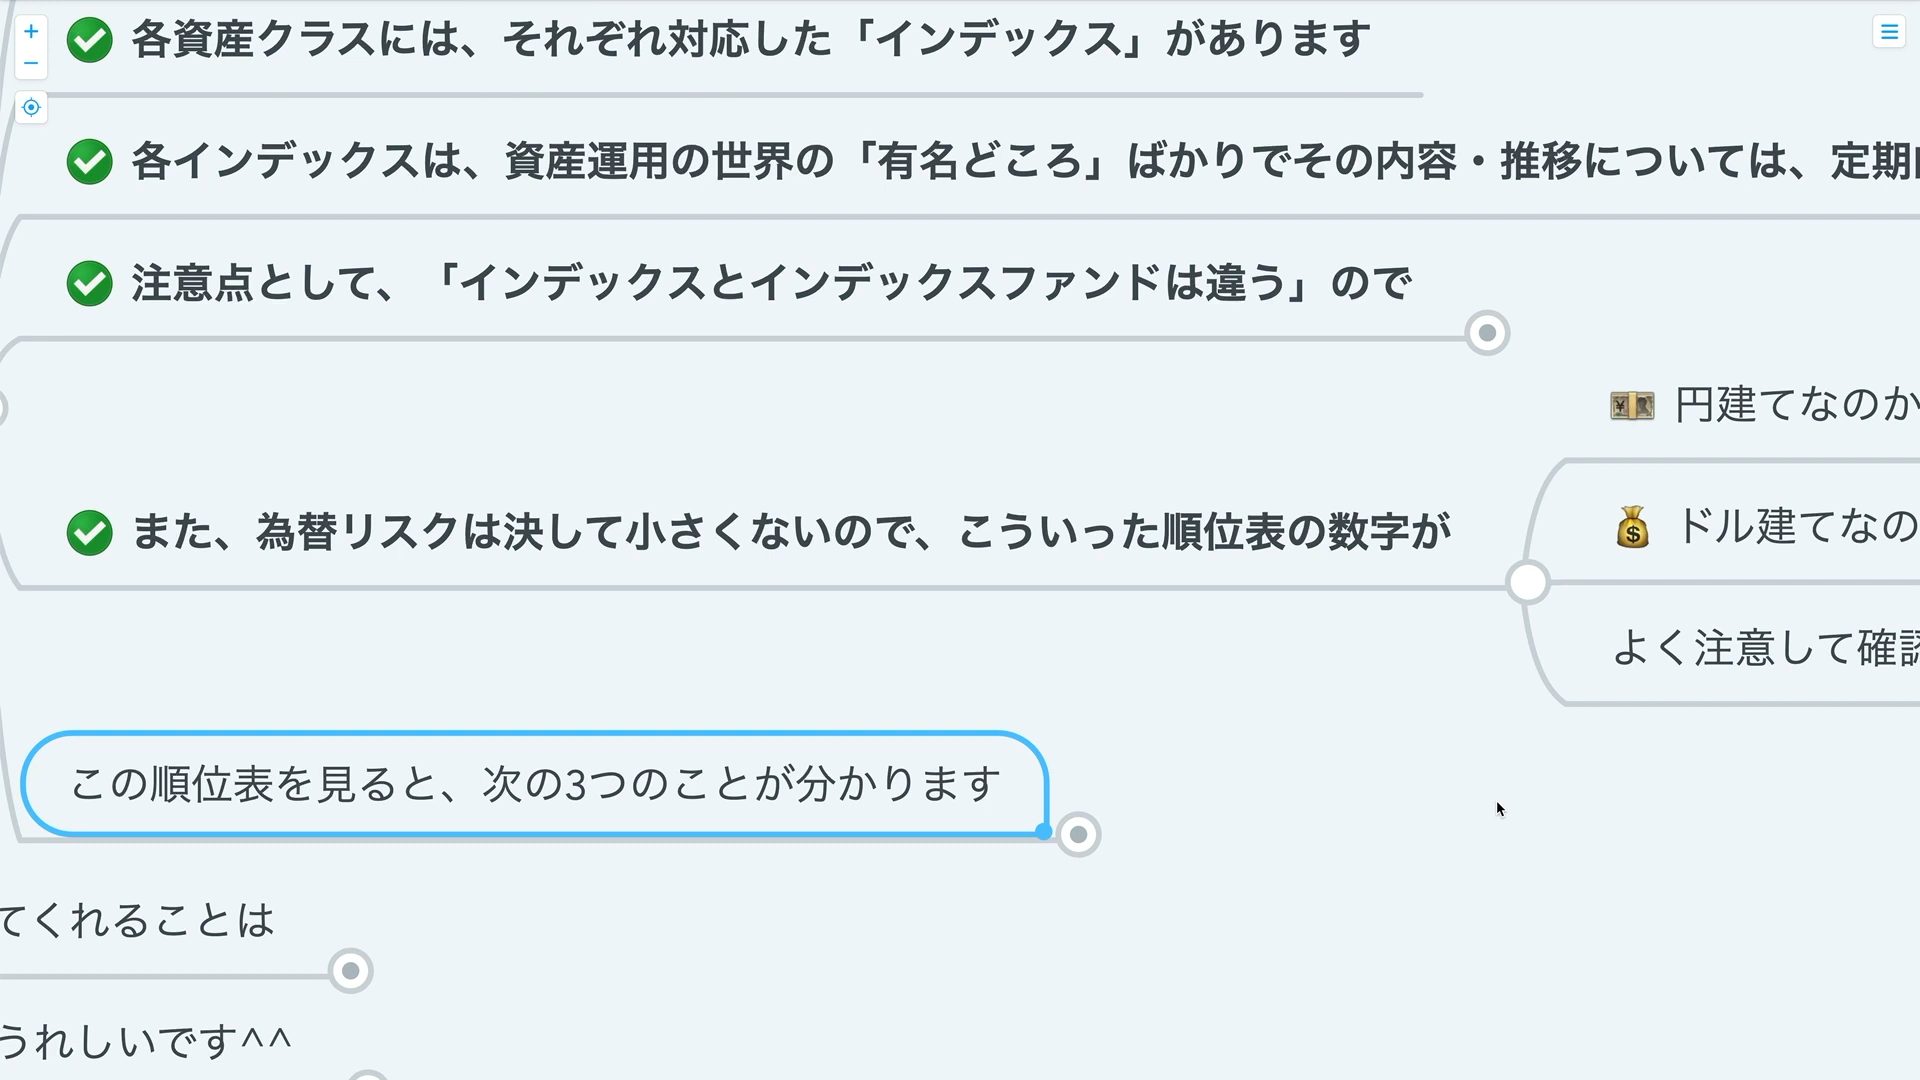 各資産クラスには、それぞれ対応した「インデックス」があります
各インデックスは、資産運用の世界の「有名どころ」ばかりでその内容・推移については、定期
注意点として、「インデックスとインデックスファンドは違う」ので
円建てなのか
また、為替リスクは決して小さくないので、こういった順位表の数字が
ドル建てなの
よく注意して確認
この順位表を見ると、次の3つのことが分かります
てくれることは
うれしいです^^